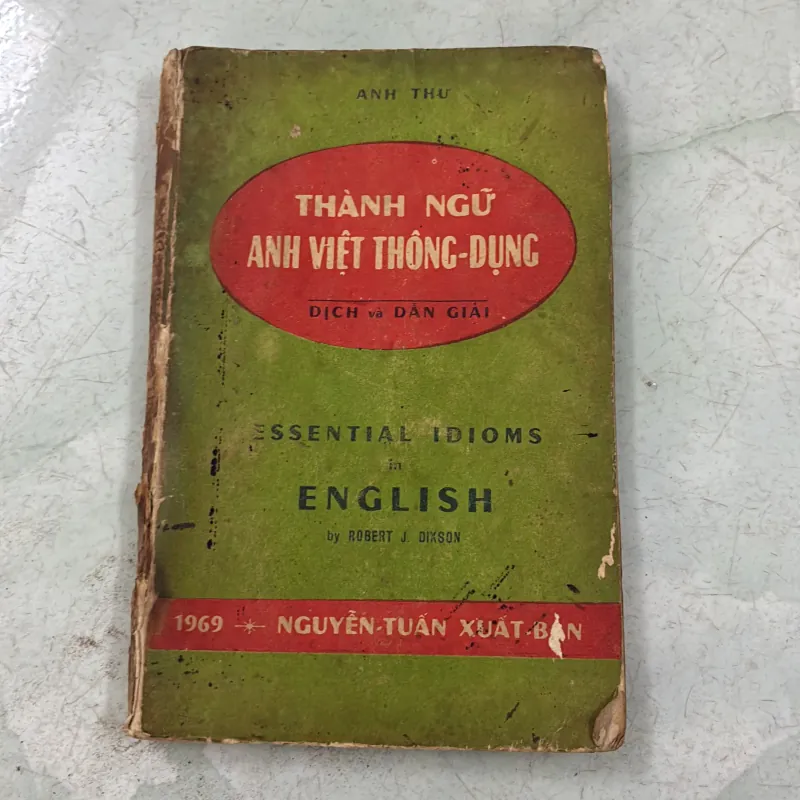 ANH THƯ
THÀNH NGỮ
ANH VIỆT THÔNG-DỤNG
DỊCH và DẪN GIẢI
ESSENTIAL IDIOMS
in
ENGLISH
by ROBERT J. DIXSON
1969 NGUYỄN-TUẤN XUẤT-BẢN